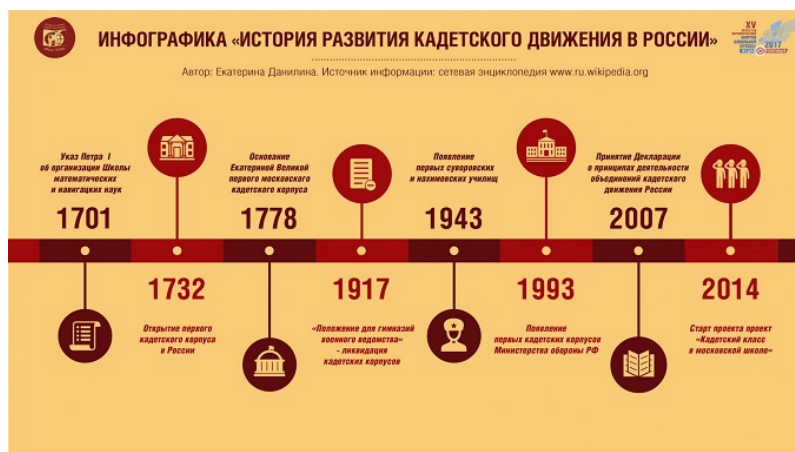 ИНФОГРАФИКА «ИСТОРИЯ РАЗВИТИЯ КАДЕТСКОГО ДВИЖЕНИЯ В РОССИИ»
XV
2017
Автор: Екатерина Данилина. Источник информации: сетевая энциклопедия www.ru.wikipedia.org
Указ Петра I
об организации Школы
математических
и навигацких наук
1701
1732
Открытие первого
кадетского корпуса
в России
Основание
Екатериной Великой
первого московского
кадетского корпуса
1778
1917
«Положение для гимназий
военного ведомства»
- ликвидация
кадетских корпусов
Появление
первых суворовских
и нахимовских училищ
1943
1993
Появление
первых кадетских корпусов
Министерства обороны РФ
Принятие Декларации
о принципах деятельности
объединений кадетского
движения России
2007
2014
Старт проекта проект
«Кадетский класс
в московской школе»